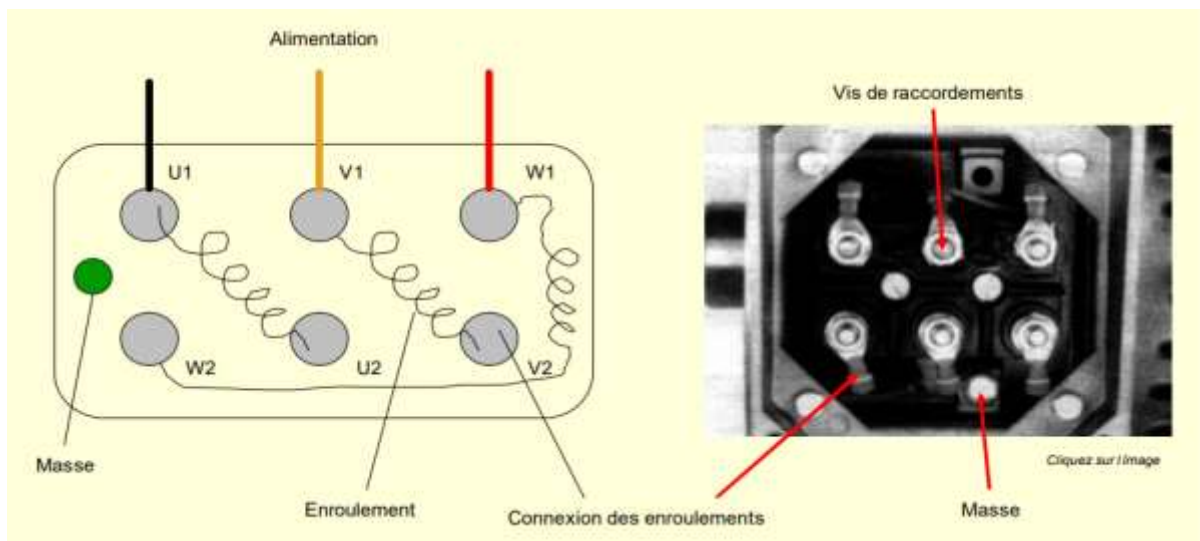 Alimentation
Vis de raccordements
U1
V1
W1
W2
U2
V2
Masse
Cliquez sur l image
Enroulement
Connexion des enroulements
Masse